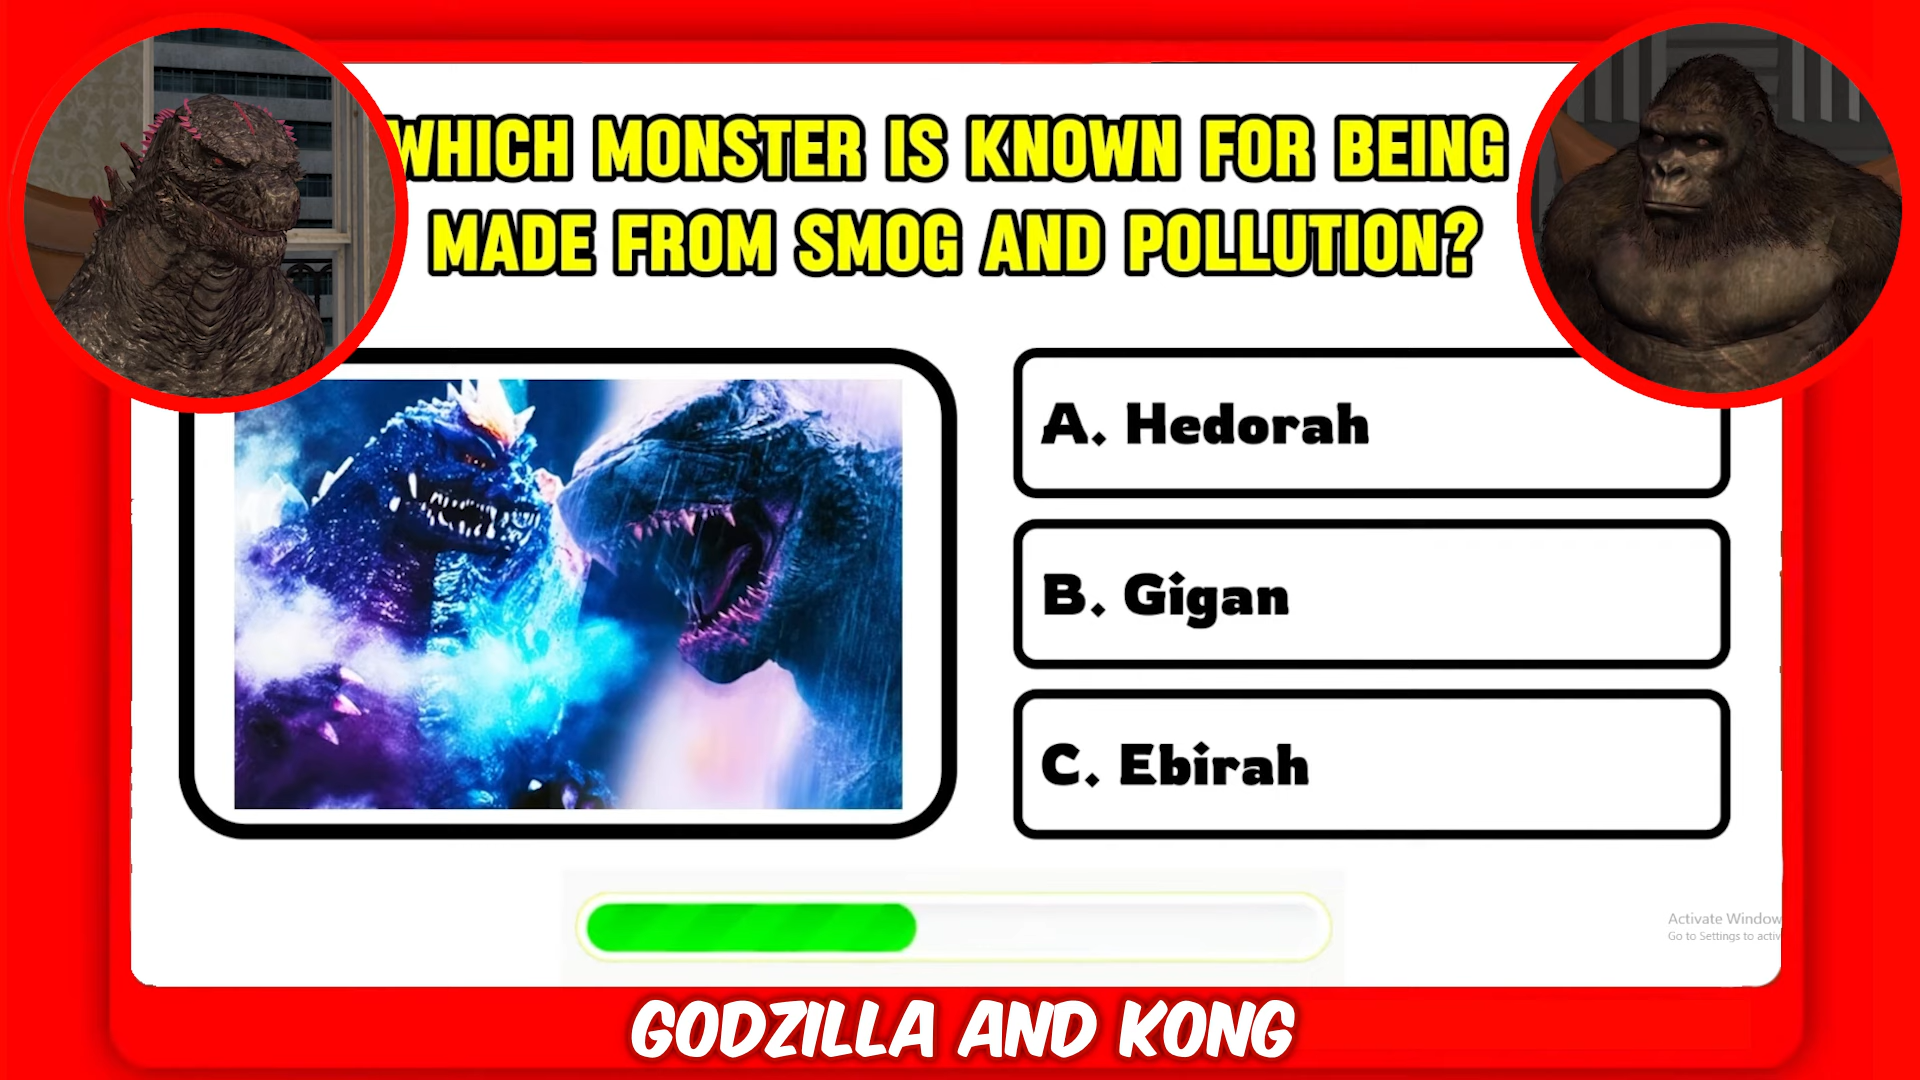 WHICH MONSTER IS KNOWN FOR BEING
MADE FROM SMOG AND POLLUTION?
A. Hedorah
B. Gigan
C. Ebirah
Activate Window
Go to Settings to activ
GODZILLA AND KONG